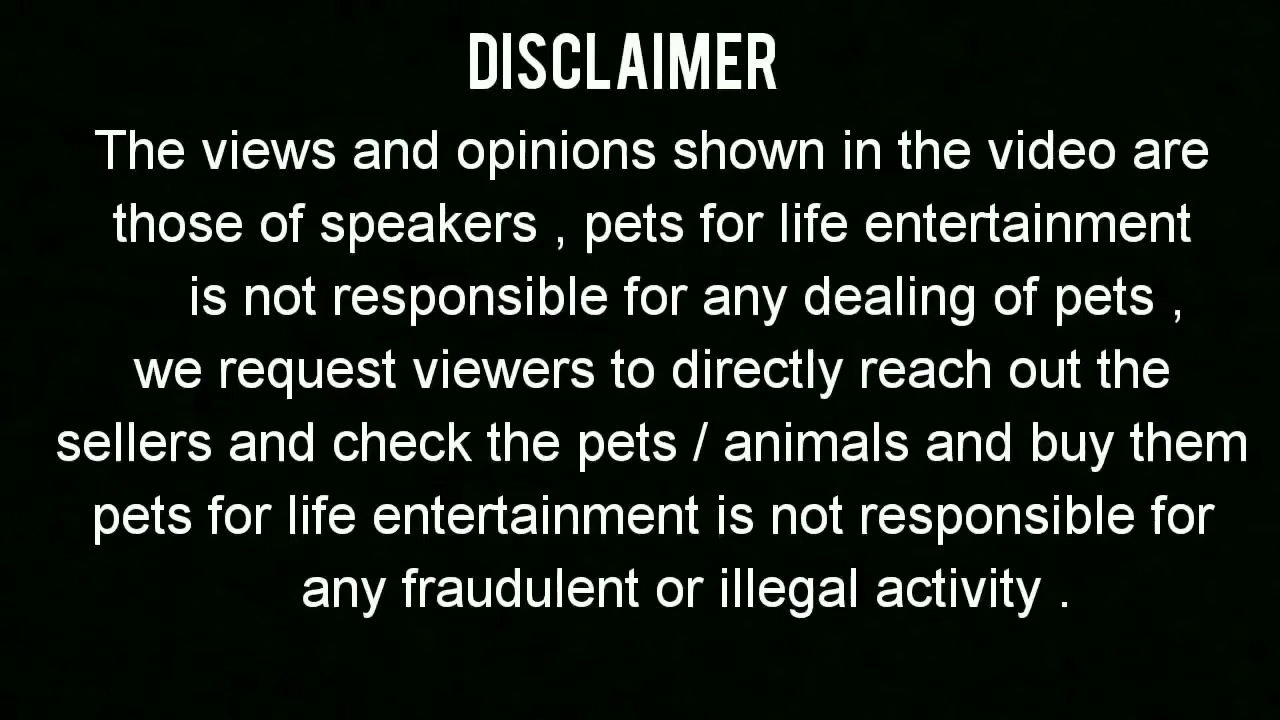 DISCLAIMER
The views and opinions shown in the video are
those of speakers , pets for life entertainment
is not responsible for any dealing of pets ,
we request viewers to directly reach out the
sellers and check the pets / animals and buy them
pets for life entertainment is not responsible for
any fraudulent or illegal activity .